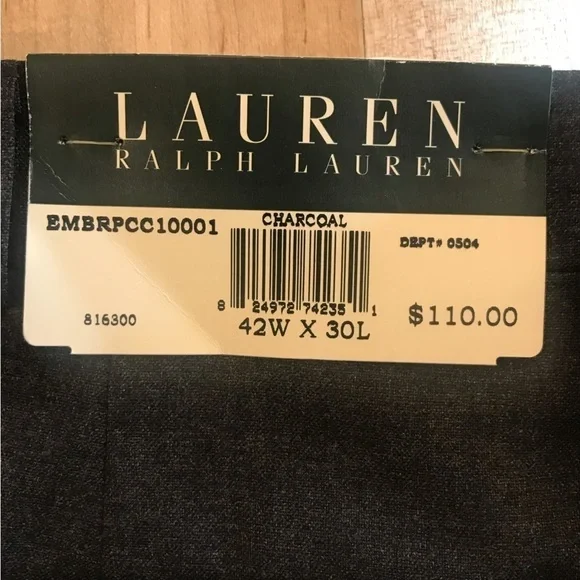 LAUREN
RALPH LAUREN
EMBRPCC10001
CHARCOAL
DEPT# 0504
8 24972 74235 1
816300
42W X 30L
$110.00